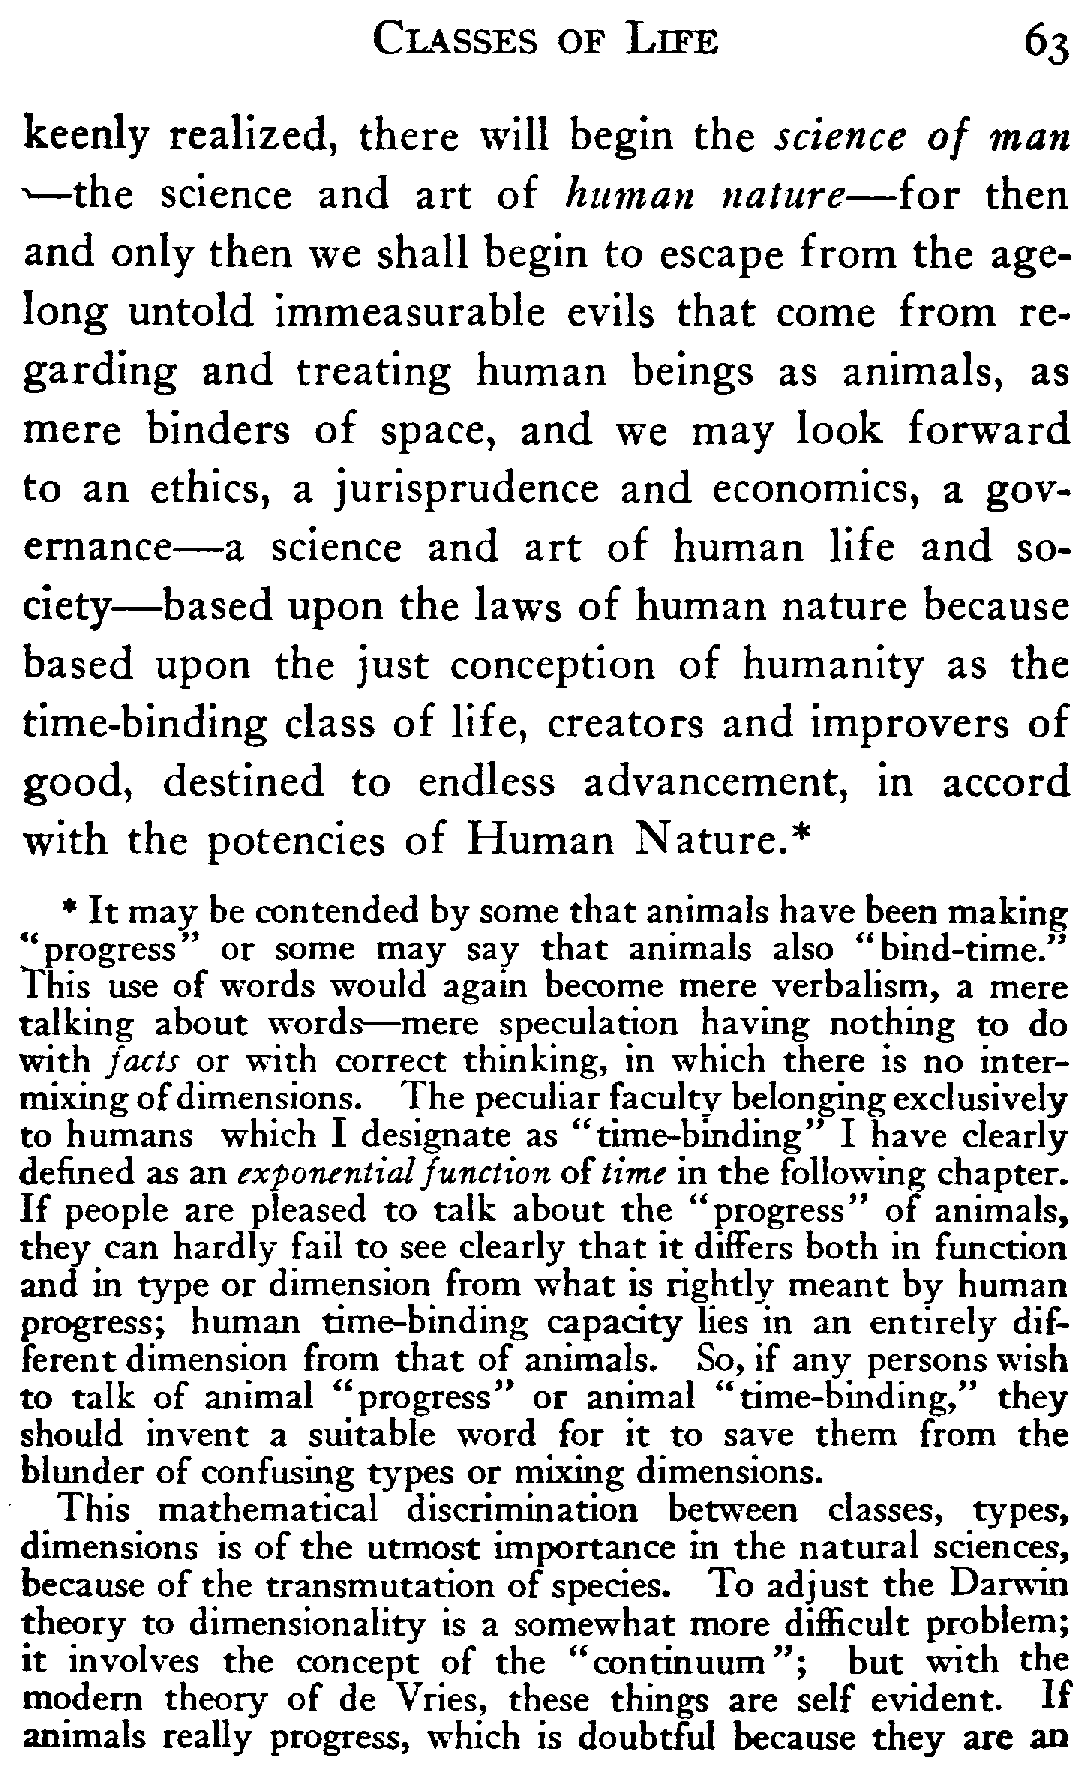 CLASSES OF LIFE 63
keenly realized, there will begin the science of man
—the science and art of human nature—for then
and only then we shall begin to escape from the age-
long untold immeasurable evils that come from re-
garding and treating human beings as animals, as
mere binders of space, and we may look forward
to an ethics, a jurisprudence and economics, a gov-
ernance—a science and art of human life and so-
ciety—based upon the laws of human nature because
based upon the just conception of humanity as the
time-binding class of life, creators and improvers of
good, destined to endless advancement, in accord
with the potencies of Human Nature.*
* It may be contended by some that animals have been making
"progress" or some may say that animals also "bind-time."
This use of words would again become mere verbalism, a mere
talking about words—mere speculation having nothing to do
with facts or with correct thinking, in which there is no inter-
mixing of dimensions. The peculiar faculty belonging exclusively
to humans which I designate as "time-binding" I have clearly
defined as an exponential function of time in the following chapter.
If people are pleased to talk about the "progress" of animals,
they can hardly fail to see clearly that it differs both in function
and in type or dimension from what is rightly meant by human
progress; human time-binding capacity lies in an entirely dif-
ferent dimension from that of animals. So, if any persons wish
to talk of animal "progress" or animal "time-binding," they
should invent a suitable word for it to save them from the
blunder of confusing types or mixing dimensions.
This mathematical discrimination between classes, types,
dimensions is of the utmost importance in the natural sciences,
because of the transmutation of species. To adjust the Darwin
theory to dimensionality is a somewhat more difficult problem;
it involves the concept of the "continuum"; but with the
modern theory of de Vries, these things are self evident. If
animals really progress, which is doubtful because they are an